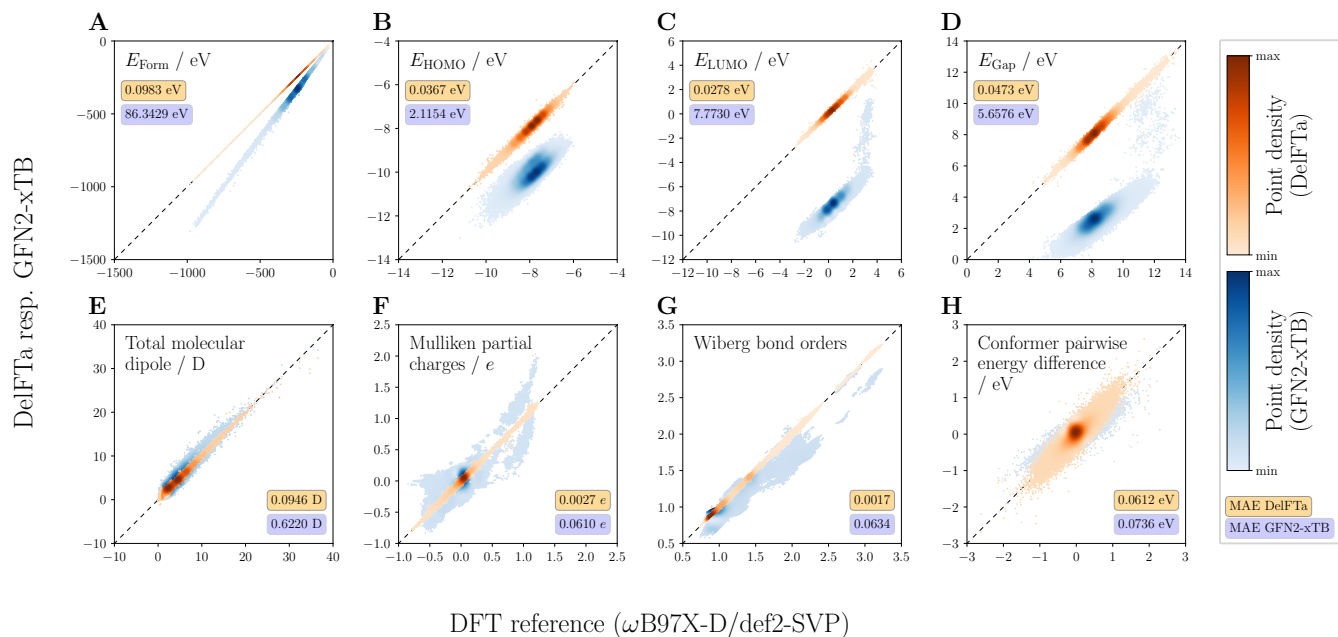 A
E_Form / eV
0.0983 eV
86.3429 eV
0
−500
−1000
−1500
−1500
−1000
−500
0
B
E_HOMO / eV
0.0367 eV
2.1154 eV
−4
−6
−8
−10
−12
−14
−14
−12
−10
−8
−6
−4
C
E_LUMO / eV
0.0278 eV
7.7730 eV
6
4
2
0
−2
−4
−6
−8
−10
−12
−12
−10
−8
−6
−4
−2
0
2
4
6
D
E_Gap / eV
0.0473 eV
5.6576 eV
14
12
10
8
6
4
2
0
0
2
4
6
8
10
12
14
max
min
Point density
(DelFTa)
max
min
Point density
(GFN2-xTB)
MAE DelFTa
MAE GFN2-xTB
DelFTa resp. GFN2-xTB
E
Total molecular
dipole / D
0.0946 D
0.6220 D
40
30
20
10
0
−10
−10
0
10
20
30
40
F
Mulliken partial
charges / e
0.0027 e
0.0610 e
2.5
2.0
1.5
1.0
0.5
0.0
−0.5
−1.0
−1.0
−0.5
0.0
0.5
1.0
1.5
2.0
2.5
G
Wiberg bond orders
0.0017
0.0634
3.5
3.0
2.5
2.0
1.5
1.0
0.5
0.5
1.0
1.5
2.0
2.5
3.0
3.5
H
Conformer pairwise
energy difference
/ eV
0.0612 eV
0.0736 eV
3
2
1
0
−1
−2
−3
−3
−2
−1
0
1
2
3
DFT reference (ωB97X-D/def2-SVP)